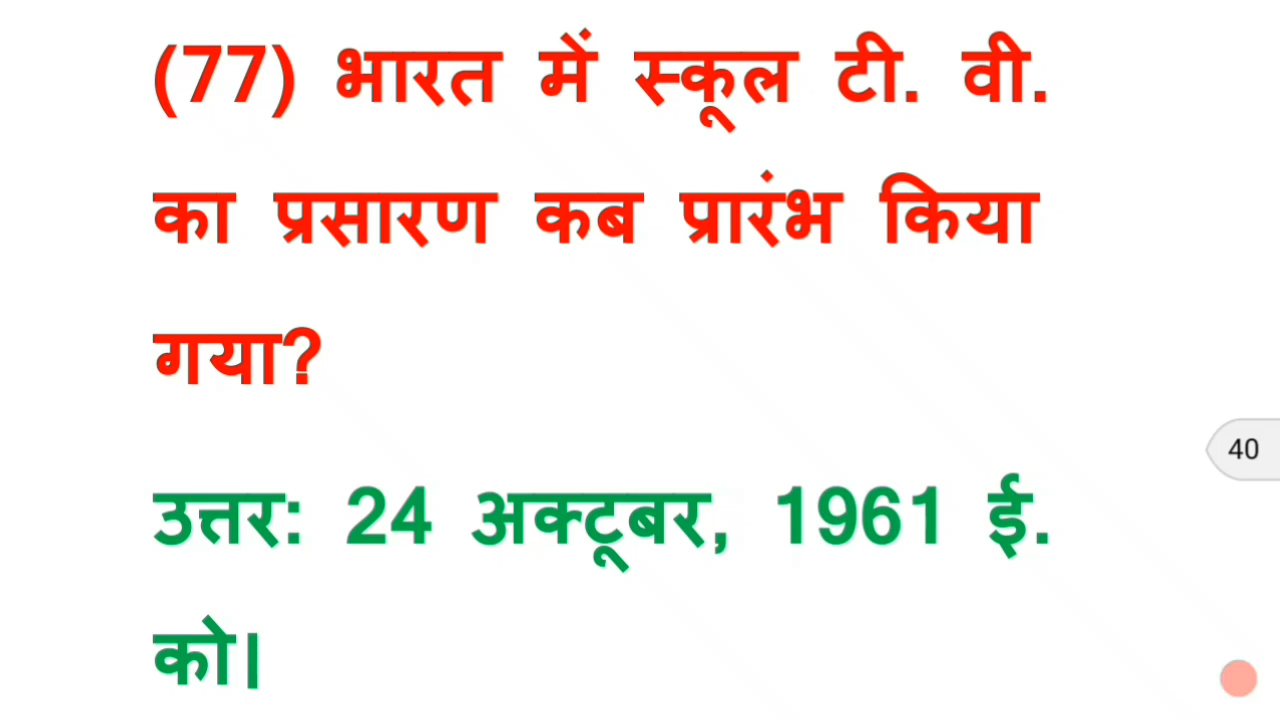 (77) भारत में स्कूल टी. वी.
का प्रसारण कब प्रारंभ किया
गया?
40
उत्तर: 24 अक्टूबर, 1961 ई.
को।